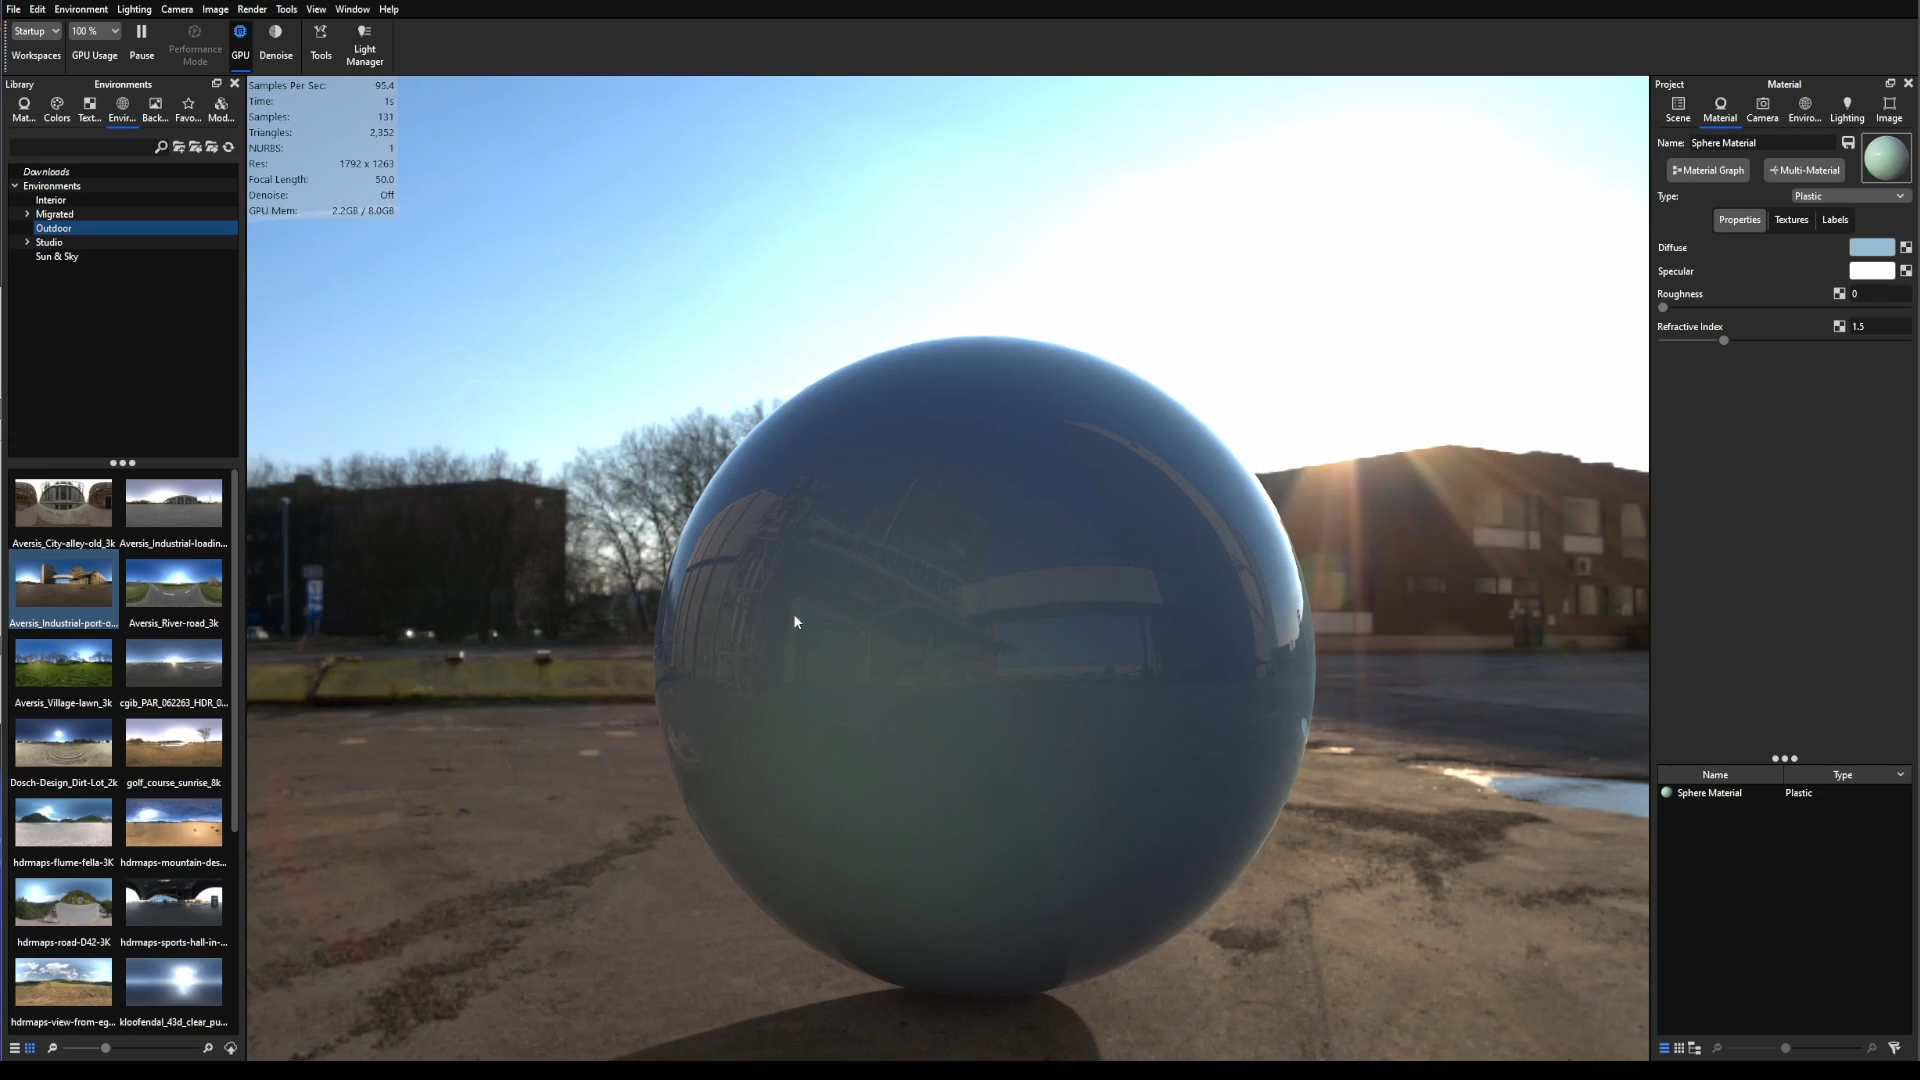 File Edit Environment Lighting Camera Image Render Tools View Window Help
Startup 100 %
Workspaces GPU Usage Pause Performance Mode GPU Denoise Tools Light Manager
Library Environments
Mat... Colors Text... Envir... Back... Favo... Mod...
Downloads
Environments
Interior
Migrated
Outdoor
Studio
Sun & Sky
Aversis_City-alley-old_3k Aversis_Industrial-loadin...
Aversis_Industrial-port-o... Aversis_River-road_3k
Aversis_Village-lawn_3k cgib_PAR_062263_HDR_0...
Dosch-Design_Dirt-Lot_2k golf_course_sunrise_8k
hdrmaps-flume-fella-3K hdrmaps-mountain-des...
hdrmaps-road-D42-3K hdrmaps-sports-hall-in-...
hdrmaps-view-from-eg... kloofendal_43d_clear_pu...
Samples Per Sec: 95.4
Time: 1s
Samples: 131
Triangles: 2,352
NURBS: 1
Res: 1792 x 1263
Focal Length: 50.0
Denoise: Off
GPU Mem: 2.2GB / 8.0GB
Project Material
Scene Material Camera Enviro... Lighting Image
Name: Sphere Material
Material Graph Multi-Material
Type: Plastic
Properties Textures Labels
Diffuse
Specular
Roughness 0
Refractive Index 1.5
Name Type
Sphere Material Plastic